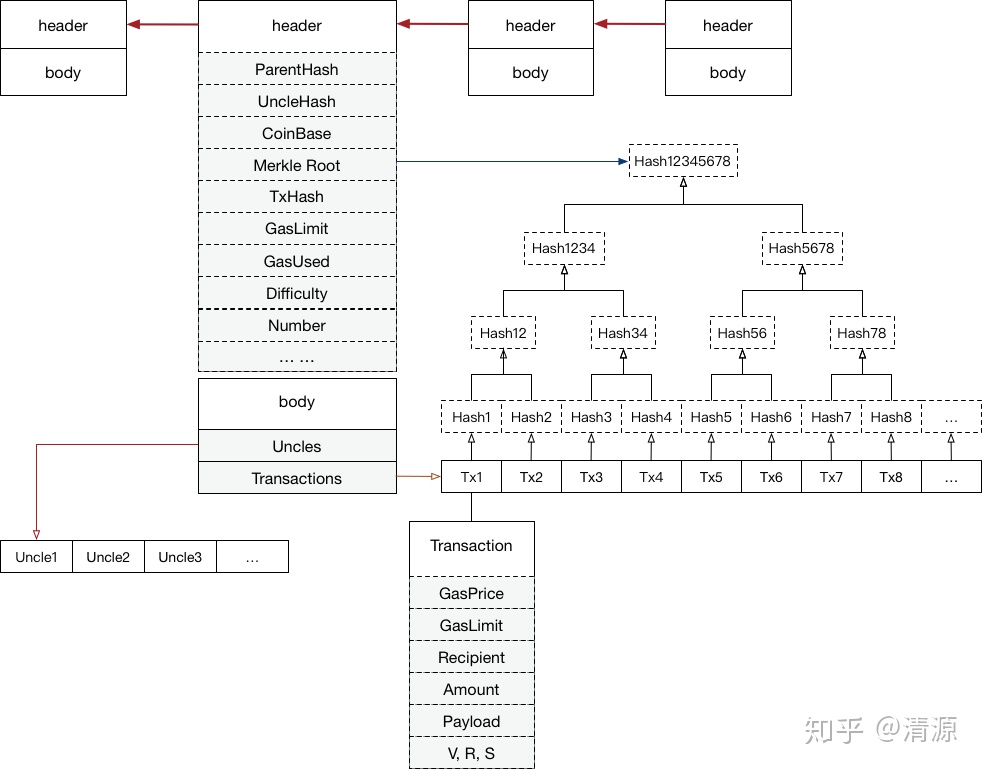 header
header
header
header
body
body
body
ParentHash
UncleHash
CoinBase
Merkle Root
TxHash
GasLimit
GasUsed
Difficulty
Number
... ...
body
Uncles
Transactions
Hash12345678
Hash1234
Hash5678
Hash12
Hash34
Hash56
Hash78
Hash1
Hash2
Hash3
Hash4
Hash5
Hash6
Hash7
Hash8
...
Tx1
Tx2
Tx3
Tx4
Tx5
Tx6
Tx7
Tx8
...
Uncle1
Uncle2
Uncle3
...
Transaction
GasPrice
GasLimit
Recipient
Amount
Payload
V, R, S
知乎 @清源